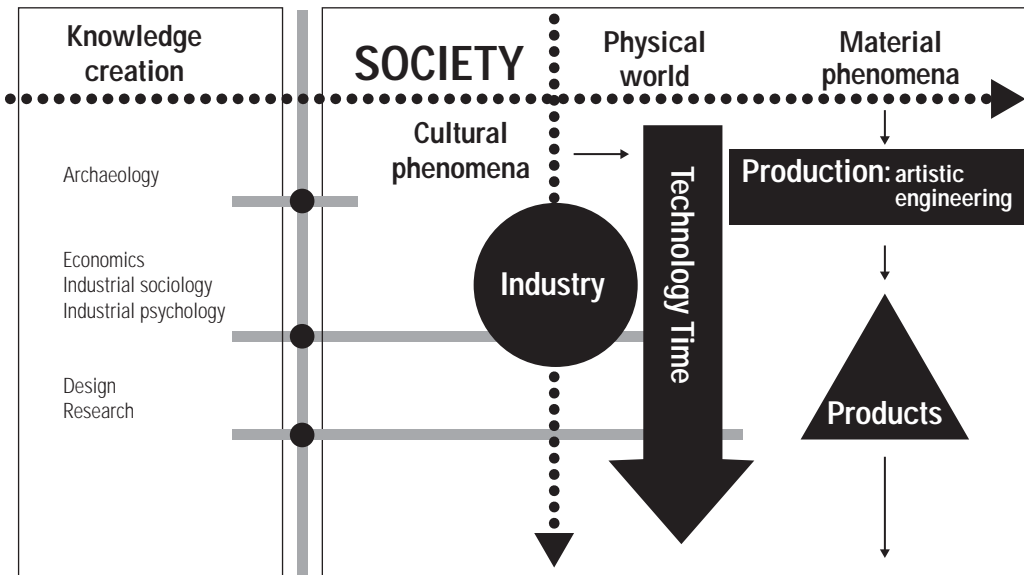 Knowledge
creation
SOCIETY
Physical
world
Material
phenomena
Cultural
phenomena
Archaeology
Production: artistic
engineering
Technology Time
Economics
Industrial sociology
Industrial psychology
Industry
Design
Research
Products